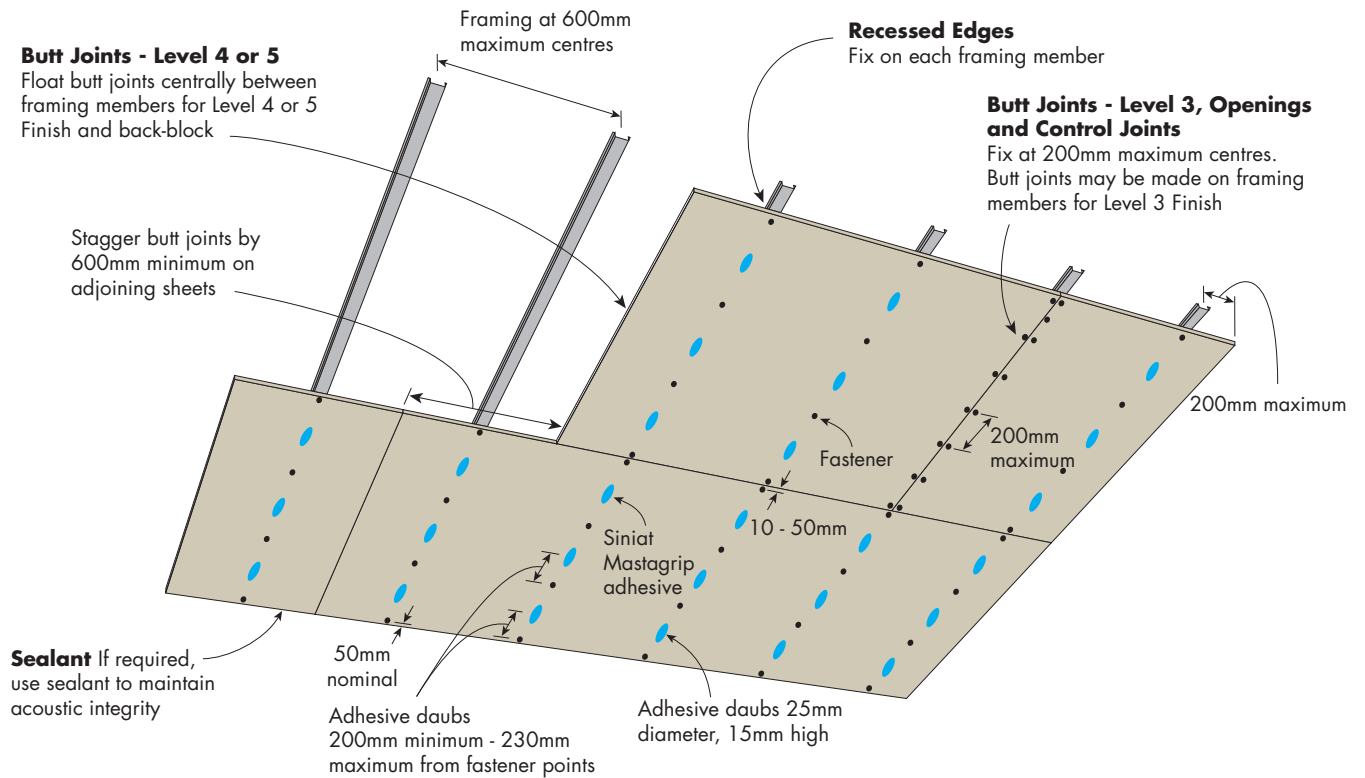 Framing at 600mm
maximum centres
Butt Joints - Level 4 or 5
Float butt joints centrally between
framing members for Level 4 or 5
Finish and back-block
Recessed Edges
Fix on each framing member
Butt Joints - Level 3, Openings
and Control Joints
Fix at 200mm maximum centres.
Butt joints may be made on framing
members for Level 3 Finish
Stagger butt joints by
600mm minimum on
adjoining sheets
200mm maximum
200mm
maximum
Fastener
10 - 50mm
Siniat
Mastagrip
adhesive
Sealant If required,
use sealant to maintain
acoustic integrity
50mm
nominal
Adhesive daubs
200mm minimum - 230mm
maximum from fastener points
Adhesive daubs 25mm
diameter, 15mm high